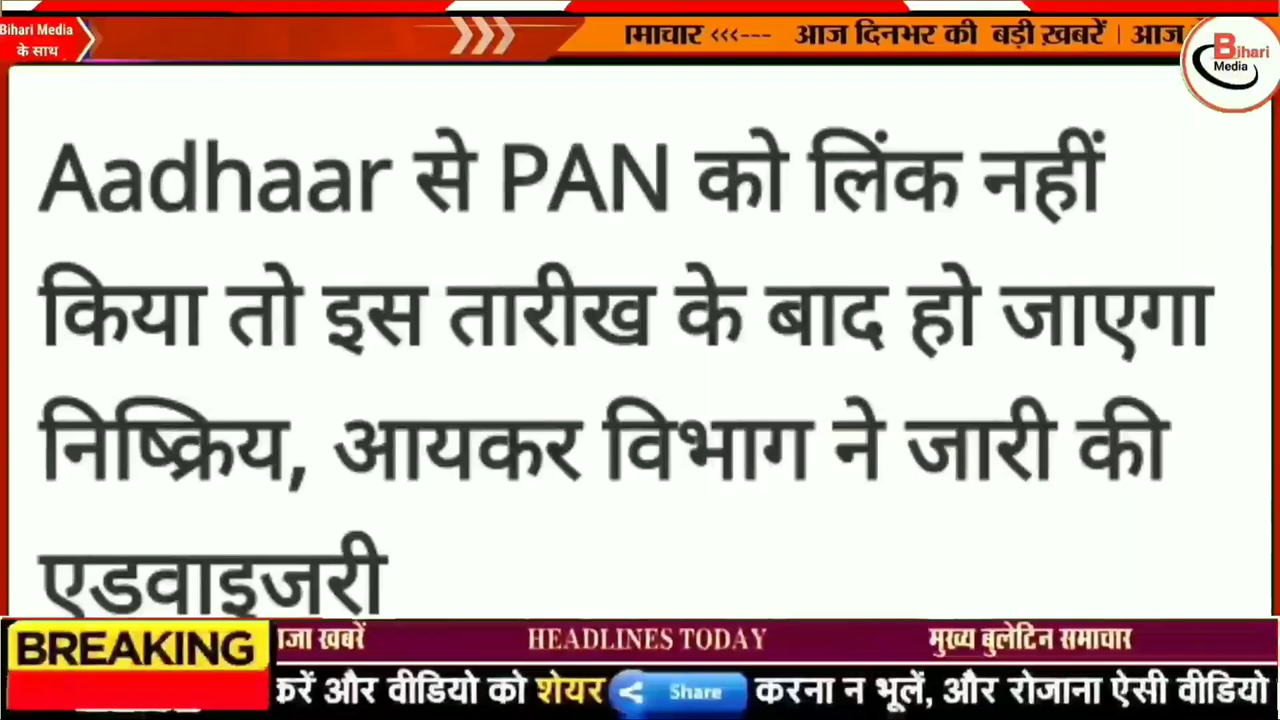 Bihari Media
के साथ
माचार <<<--- आज दिनभर की बड़ी ख़बरें | आज
Bihari
Media
Aadhaar से PAN को लिंक नहीं
किया तो इस तारीख के बाद हो जाएगा
निष्क्रिय, आयकर विभाग ने जारी की
एडवाइजरी
BREAKING
खबरें HEADLINES TODAY मुख्य बुलेटिन समाचार
करें और वीडियो को शेयर Share करना न भूलें, और रोजाना ऐसी वीडियो